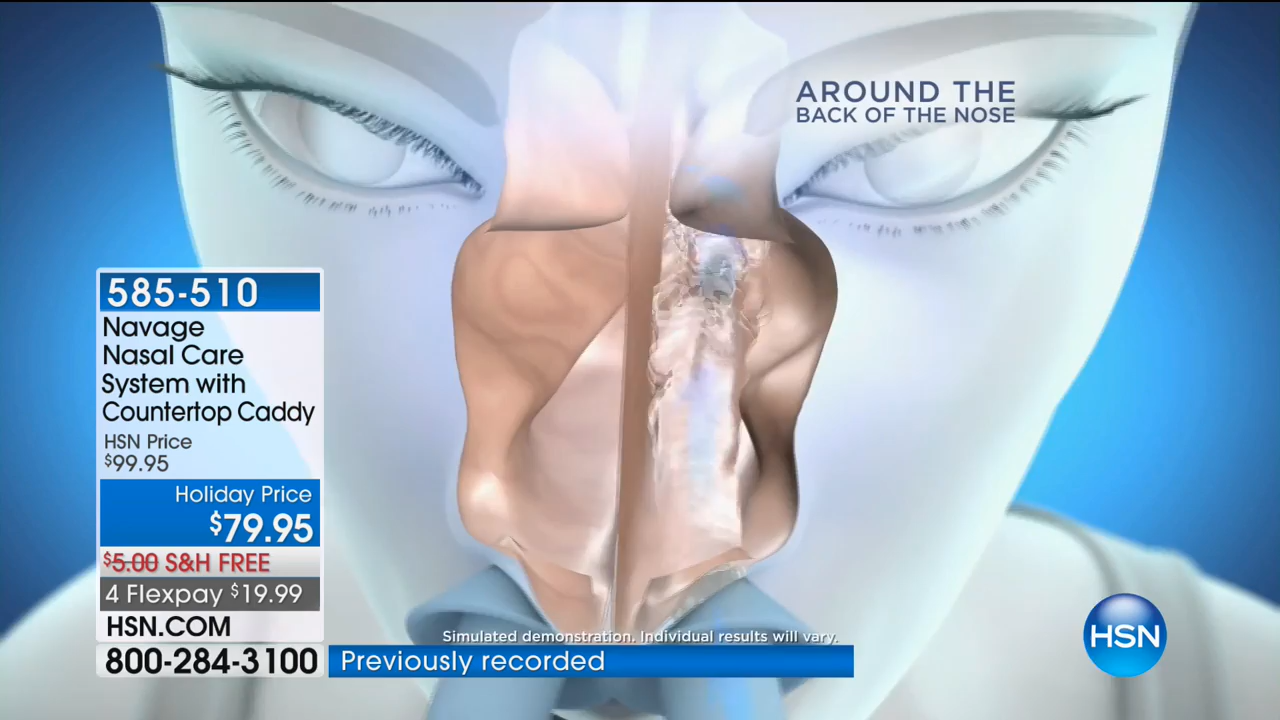 AROUND THE
BACK OF THE NOSE
585-510
Navage
Nasal Care
System with
Countertop Caddy
HSN Price
$99.95
Holiday Price
$79.95
$5.00 S&H FREE
4 Flexpay $19.99
HSN.COM
800-284-3100
Simulated demonstration. Individual results will vary.
Previously recorded
HSN